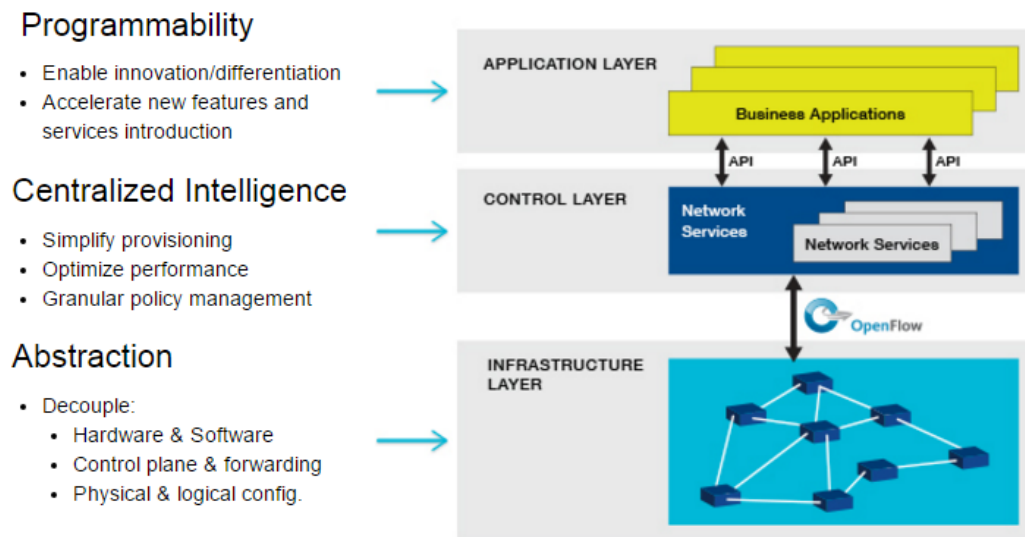 Programmability
• Enable innovation/differentiation
• Accelerate new features and
services introduction
Centralized Intelligence
• Simplify provisioning
• Optimize performance
• Granular policy management
Abstraction
• Decouple:
• Hardware & Software
• Control plane & forwarding
• Physical & logical config.
APPLICATION LAYER
Business Applications
API
API
API
CONTROL LAYER
Network
Services
Network Services
OpenFlow
INFRASTRUCTURE
LAYER